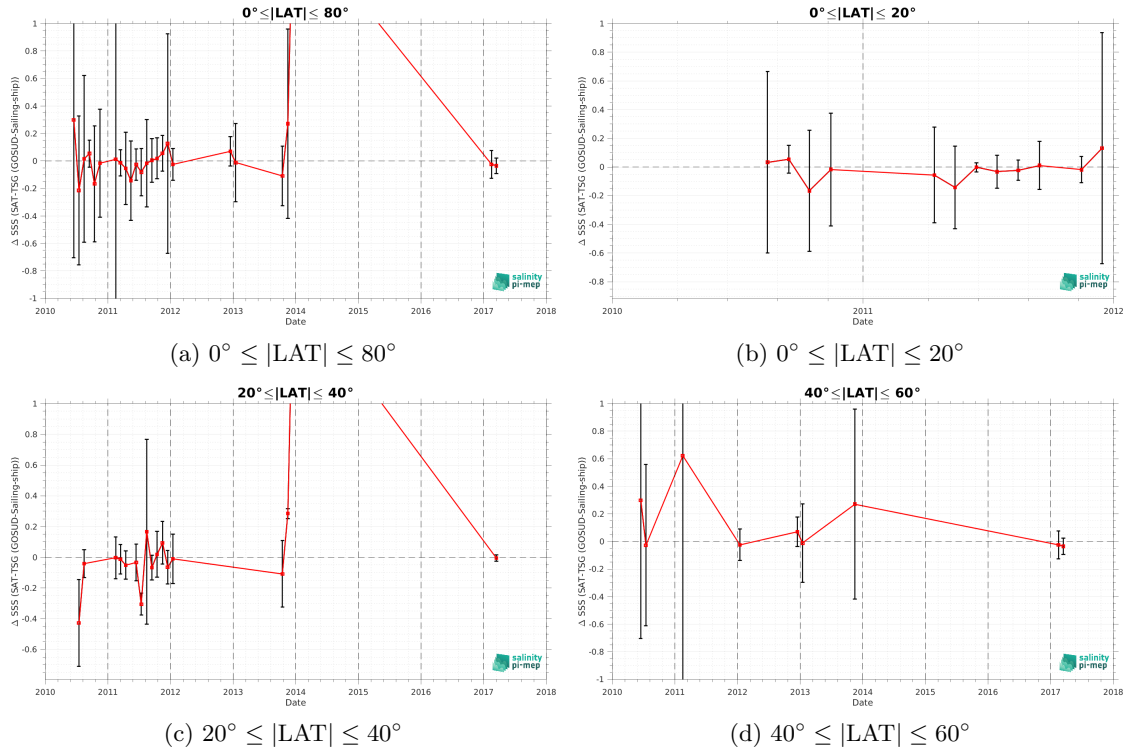 0°≤|LAT|≤ 80°
Δ SSS (SAT-TSG (GOSUD-Sailing-ship))
1
0.8
0.6
0.4
0.2
0
-0.2
-0.4
-0.6
-0.8
-1
2010 2011 2012 2013 2014 2015 2016 2017 2018
Date
salinity
pi-mep
(a) 0° ≤ |LAT| ≤ 80°
0°≤|LAT|≤ 20°
Δ SSS (SAT-TSG (GOSUD-Sailing-ship))
1
0.8
0.6
0.4
0.2
0
-0.2
-0.4
-0.6
-0.8
2010 2011 2012
Date
salinity
pi-mep
(b) 0° ≤ |LAT| ≤ 20°
20°≤|LAT|≤ 40°
Δ SSS (SAT-TSG (GOSUD-Sailing-ship))
1
0.8
0.6
0.4
0.2
0
-0.2
-0.4
-0.6
2010 2011 2012 2013 2014 2015 2016 2017 2018
Date
salinity
pi-mep
(c) 20° ≤ |LAT| ≤ 40°
40°≤|LAT|≤ 60°
Δ SSS (SAT-TSG (GOSUD-Sailing-ship))
1
0.8
0.6
0.4
0.2
0
-0.2
-0.4
-0.6
-0.8
-1
2010 2011 2012 2013 2014 2015 2016 2017 2018
Date
salinity
pi-mep
(d) 40° ≤ |LAT| ≤ 60°